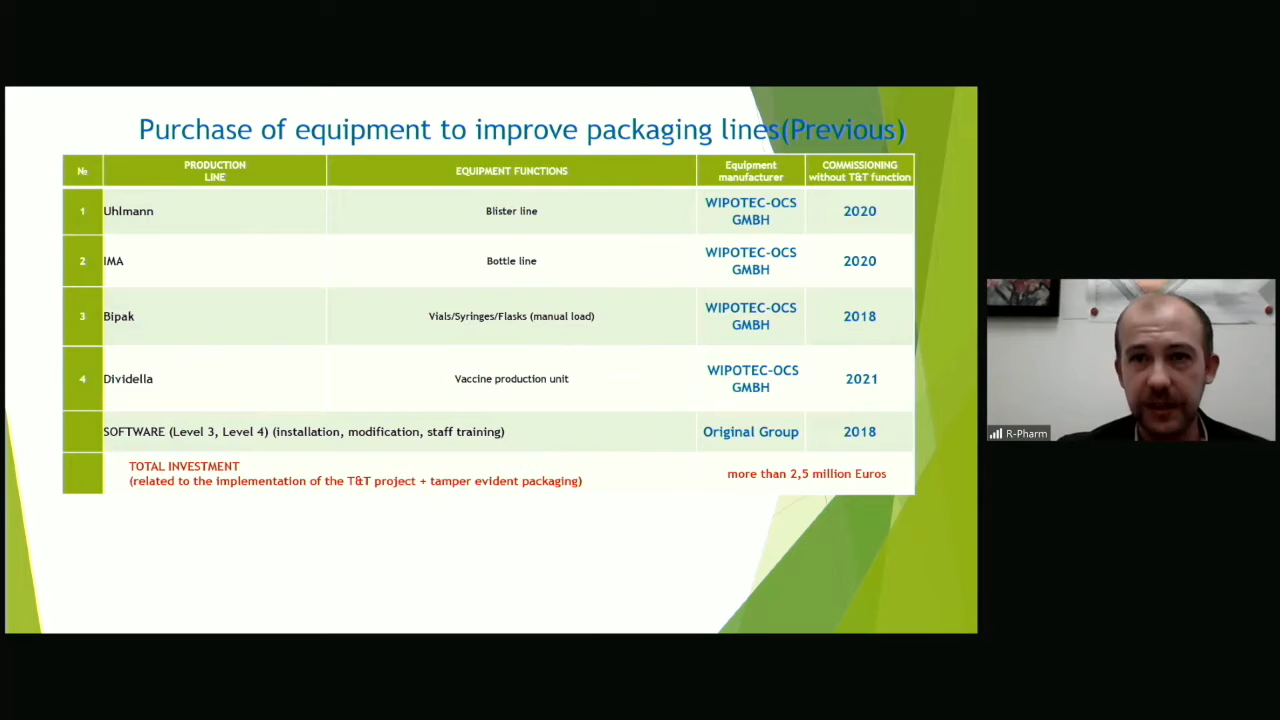 Purchase of equipment to improve packaging lines(Previous)
№
PRODUCTION
LINE
EQUIPMENT FUNCTIONS
Equipment
manufacturer
COMMISSIONING
without T&T function
1
Uhlmann
Blister line
WIPOTEC-OCS
GMBH
2020
2
IMA
Bottle line
WIPOTEC-OCS
GMBH
2020
3
Bipak
Vials/Syringes/Flasks (manual load)
WIPOTEC-OCS
GMBH
2018
4
Dividella
Vaccine production unit
WIPOTEC-OCS
GMBH
2021
SOFTWARE (Level 3, Level 4) (installation, modification, staff training)
Original Group
2018
TOTAL INVESTMENT
(related to the implementation of the T&T project + tamper evident packaging)
more than 2,5 million Euros
R-Pharm